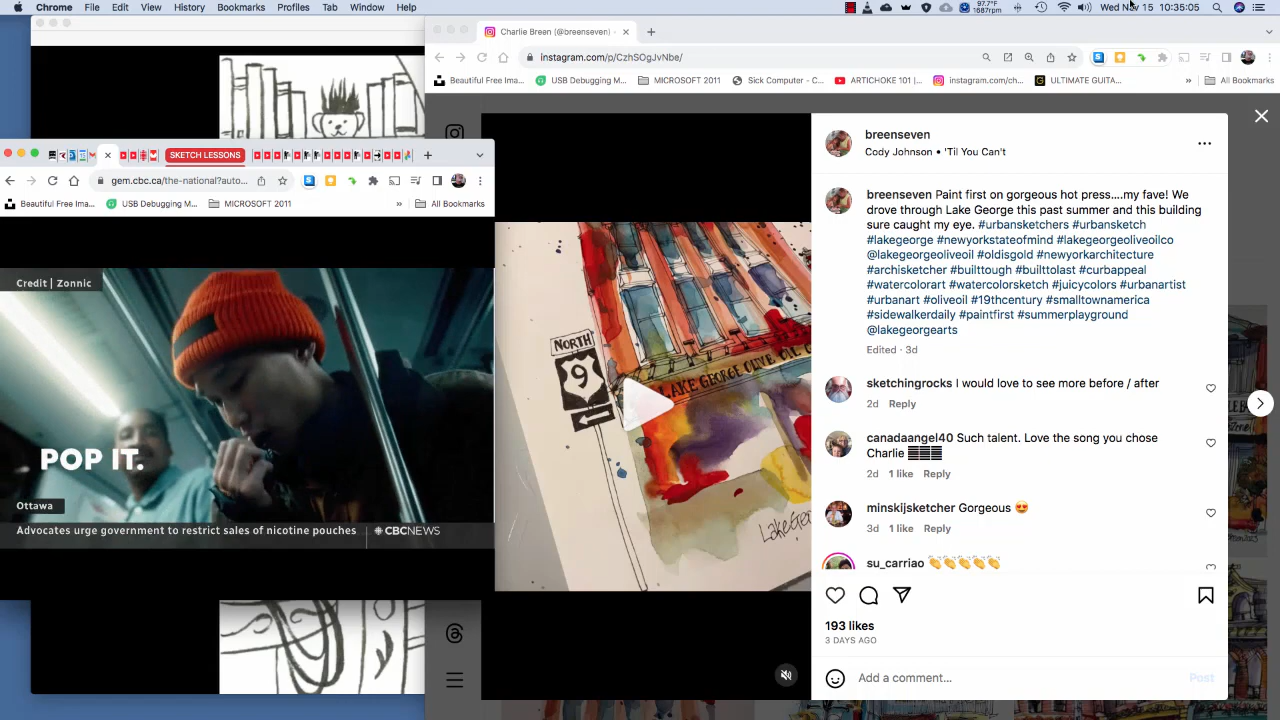 Chrome File Edit View History Bookmarks Profiles Tab Window Help
97.7°F
1687rpm
Wed Nov 15 10:35:05
Charlie Breen (@breenseven) -
instagram.com/p/CzhSOgJvNbe/
Beautiful Free Ima... USB Debugging M... MICROSOFT 2011 Sick Computer - C... ARTICHOKE 101 |... instagram.com/ch... ULTIMATE GUITA... » All Bookmarks
SKETCH LESSONS
gem.cbc.ca/the-national?auto...
Beautiful Free Ima... USB Debugging M... MICROSOFT 2011 » All Bookmarks
Credit | Zonnic
POP IT.
Ottawa
Advocates urge government to restrict sales of nicotine pouches
CBCNEWS
NORTH
9
LAKE GEORGE OLIVE OIL
breenseven
Cody Johnson • 'Til You Can't
breenseven Paint first on gorgeous hot press....my fave! We
drove through Lake George this past summer and this building
sure caught my eye. #urbansketchers #urbansketch
#lakegeorge #newyorkstateofmind #lakegeorgeoliveoilco
@lakegeorgeoliveoil #oldisgold #newyorkarchitecture
#archisketcher #builttough #builttolast #curbappeal
#watercolorart #watercolorsketch #juicycolors #urbanartist
#urbanart #oliveoil #19thcentury #smalltownamerica
#sidewalkerdaily #paintfirst #summerplayground
@lakegeorgearts
Edited · 3d
sketchingrocks I would love to see more before / after
2d Reply
canadaangel40 Such talent. Love the song you chose
Charlie
2d 1 like Reply
minskijsketcher Gorgeous 😍
3d 1 like Reply
su_carriao 👏👏👏👏👏
193 likes
3 DAYS AGO
Add a comment...
Post